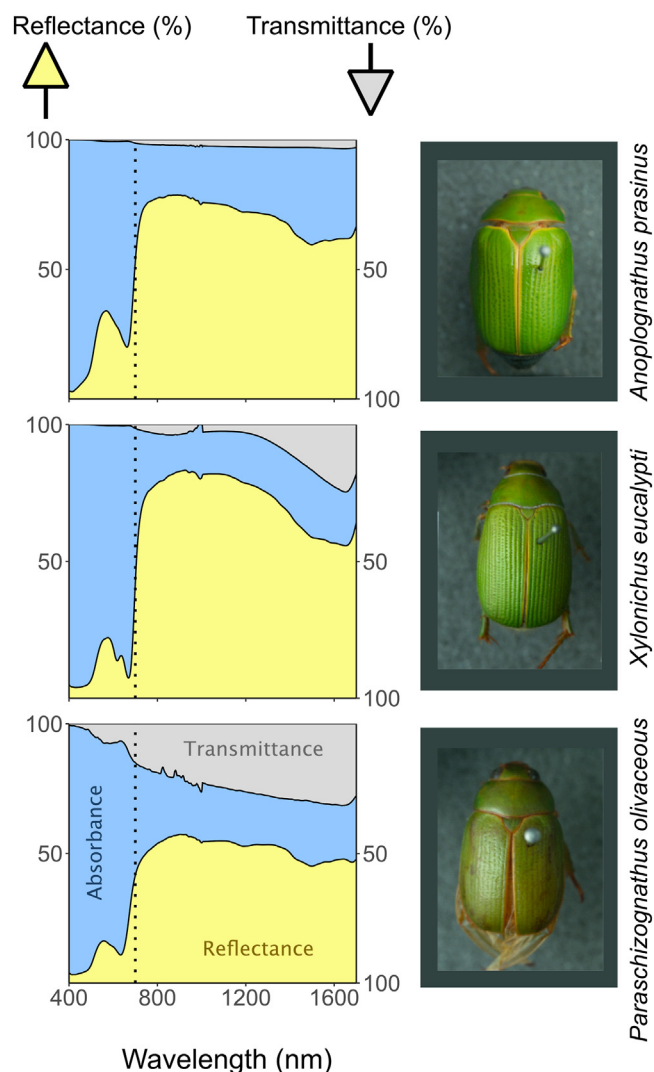 Reflectance (%)
Transmittance (%)
100
50
50
100
Anoplognathus prasinus
100
50
50
100
Xylonichus eucalypti
100
50
50
100
Transmittance
Absorbance
Reflectance
Paraschizognathus olivaceous
400
800
1200
1600
Wavelength (nm)